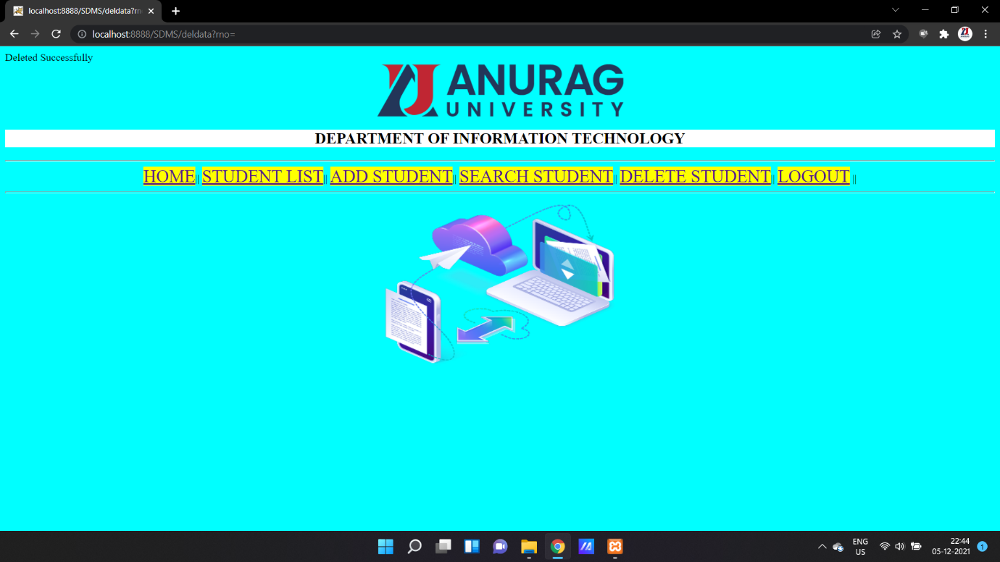 localhost:8888/SDMS/deldata?rn
localhost:8888/SDMS/deldata?rno=
Deleted Successfully
ANURAG
UNIVERSITY
DEPARTMENT OF INFORMATION TECHNOLOGY
HOME|| STUDENT LIST|| ADD STUDENT|| SEARCH STUDENT|| DELETE STUDENT|| LOGOUT ||
ENG
US
22:44
05-12-2021
1